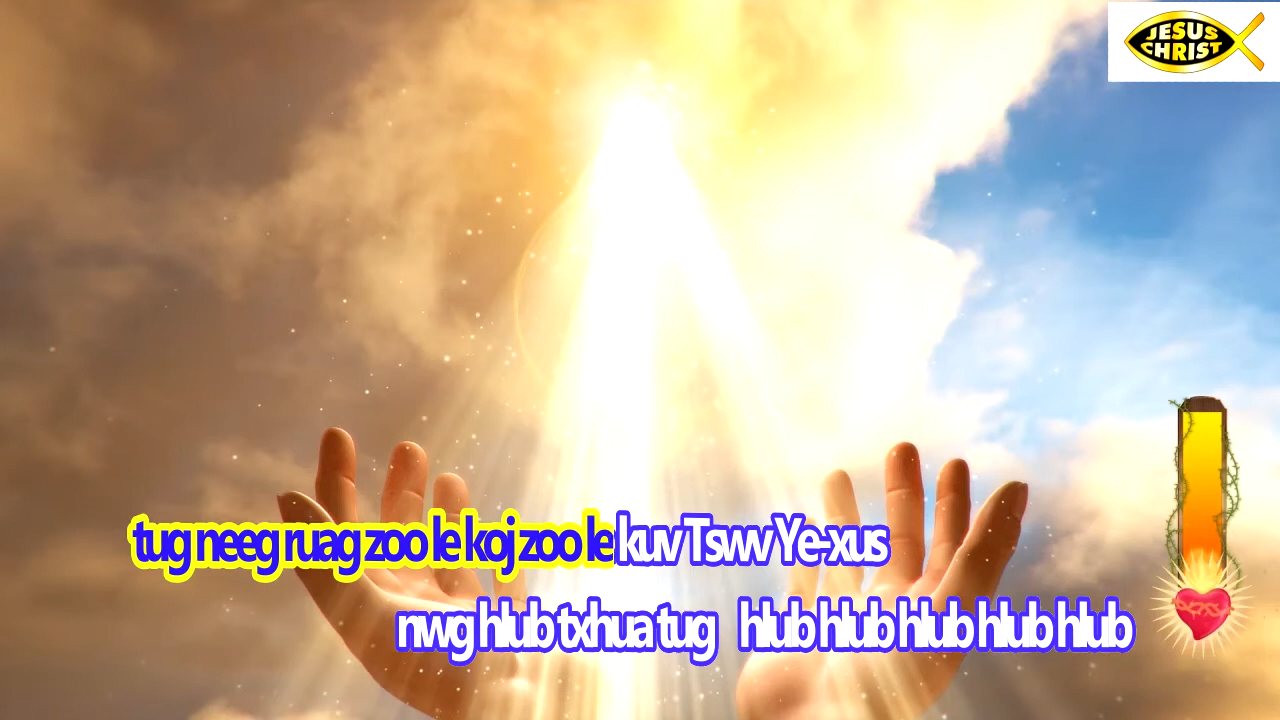 JESUS
CHRIST
tug neeg ruag zoo le koj zoo le kuv Tswv Ye-xus
nwg hlub txhua tug hlub hlub hlub hlub hlub